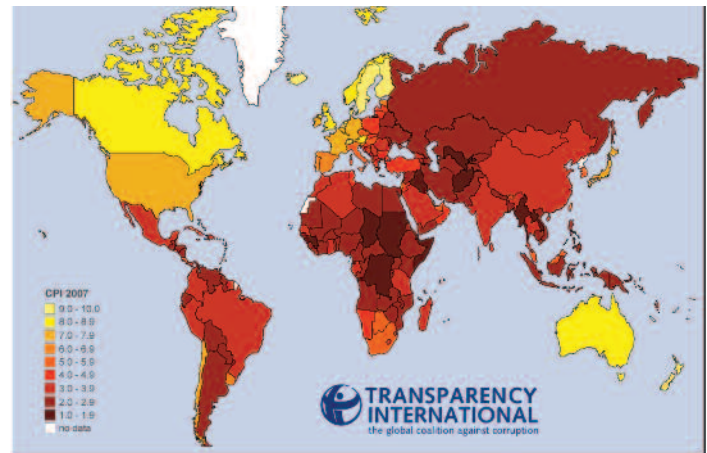 CPI 2007
9.0 - 10.0
8.0 - 8.9
7.0 - 7.9
6.0 - 6.9
5.0 - 5.9
4.0 - 4.9
3.0 - 3.9
2.0 - 2.9
1.0 - 1.9
no data
TRANSPARENCY
INTERNATIONAL
the global coalition against corruption